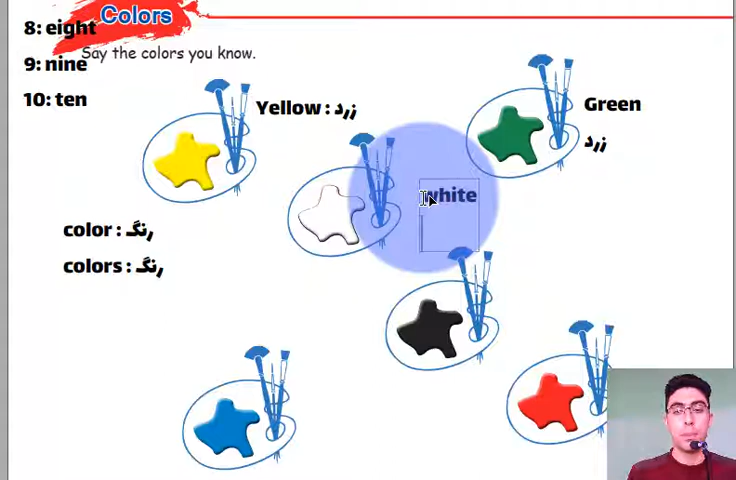 Colors
8: eight
Say the colors you know.
9: nine
10: ten
Yellow : زرد
Green
زرد
white
color : رنگ
colors : رنگ